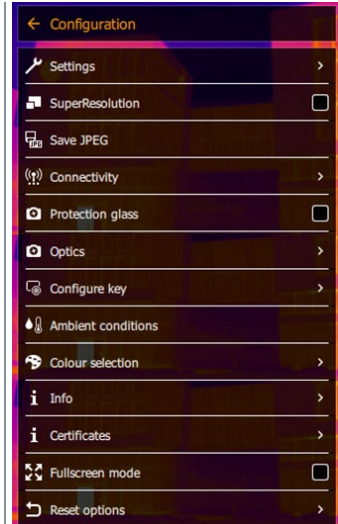 Configuration
Settings
SuperResolution
JPEG
Save JPEG
Connectivity
Protection glass
Optics
Configure key
Ambient conditions
Colour selection
Info
Certificates
Fullscreen mode
Reset options